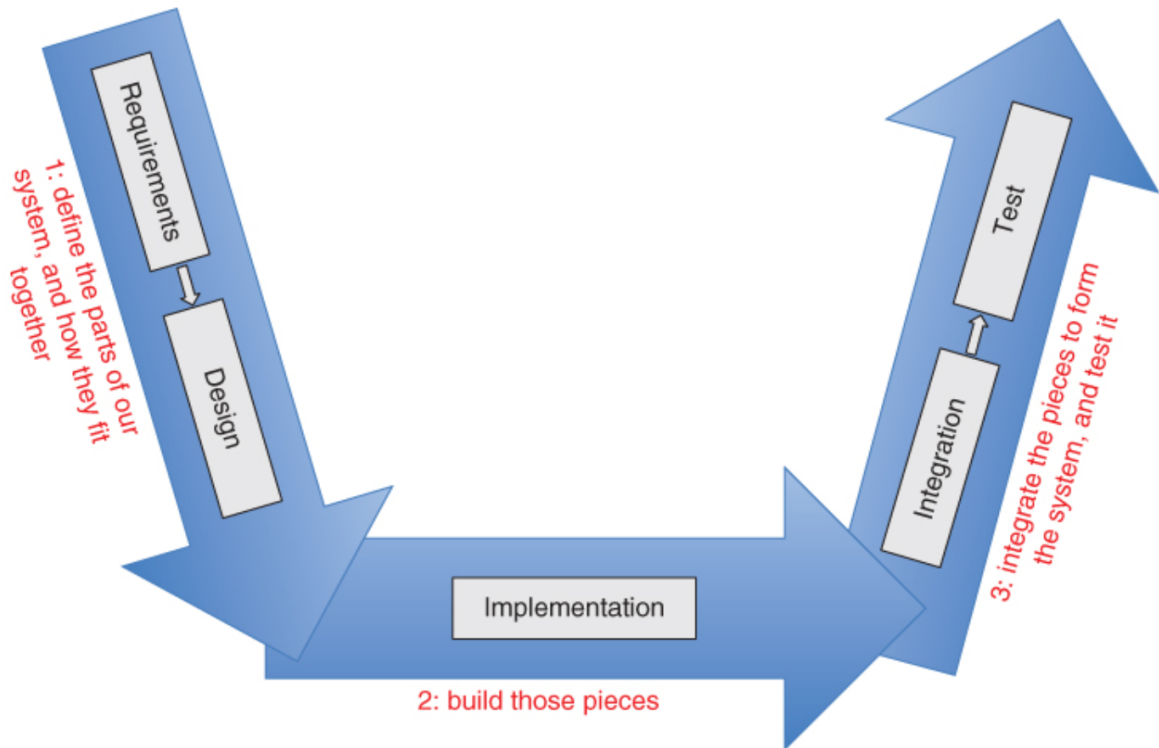 Requirements
Design
1: define the parts of our
system, and how they fit
together
Implementation
2: build those pieces
Integration
Test
3: integrate the pieces to form
the system, and test it